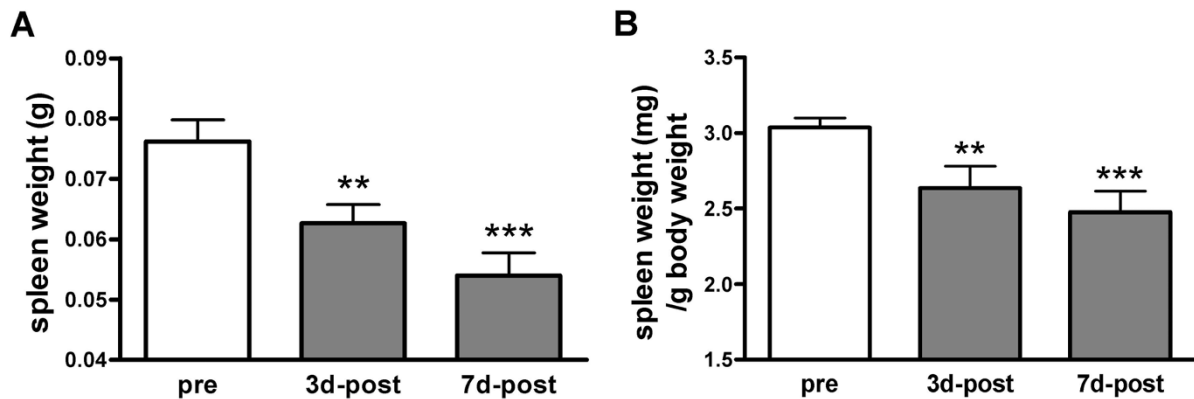 A
spleen weight (g)
0.09
0.08
0.07
0.06
0.05
0.04
**
***
pre
3d-post
7d-post
B
spleen weight (mg)
/g body weight
3.5
3.0
2.5
2.0
1.5
**
***
pre
3d-post
7d-post